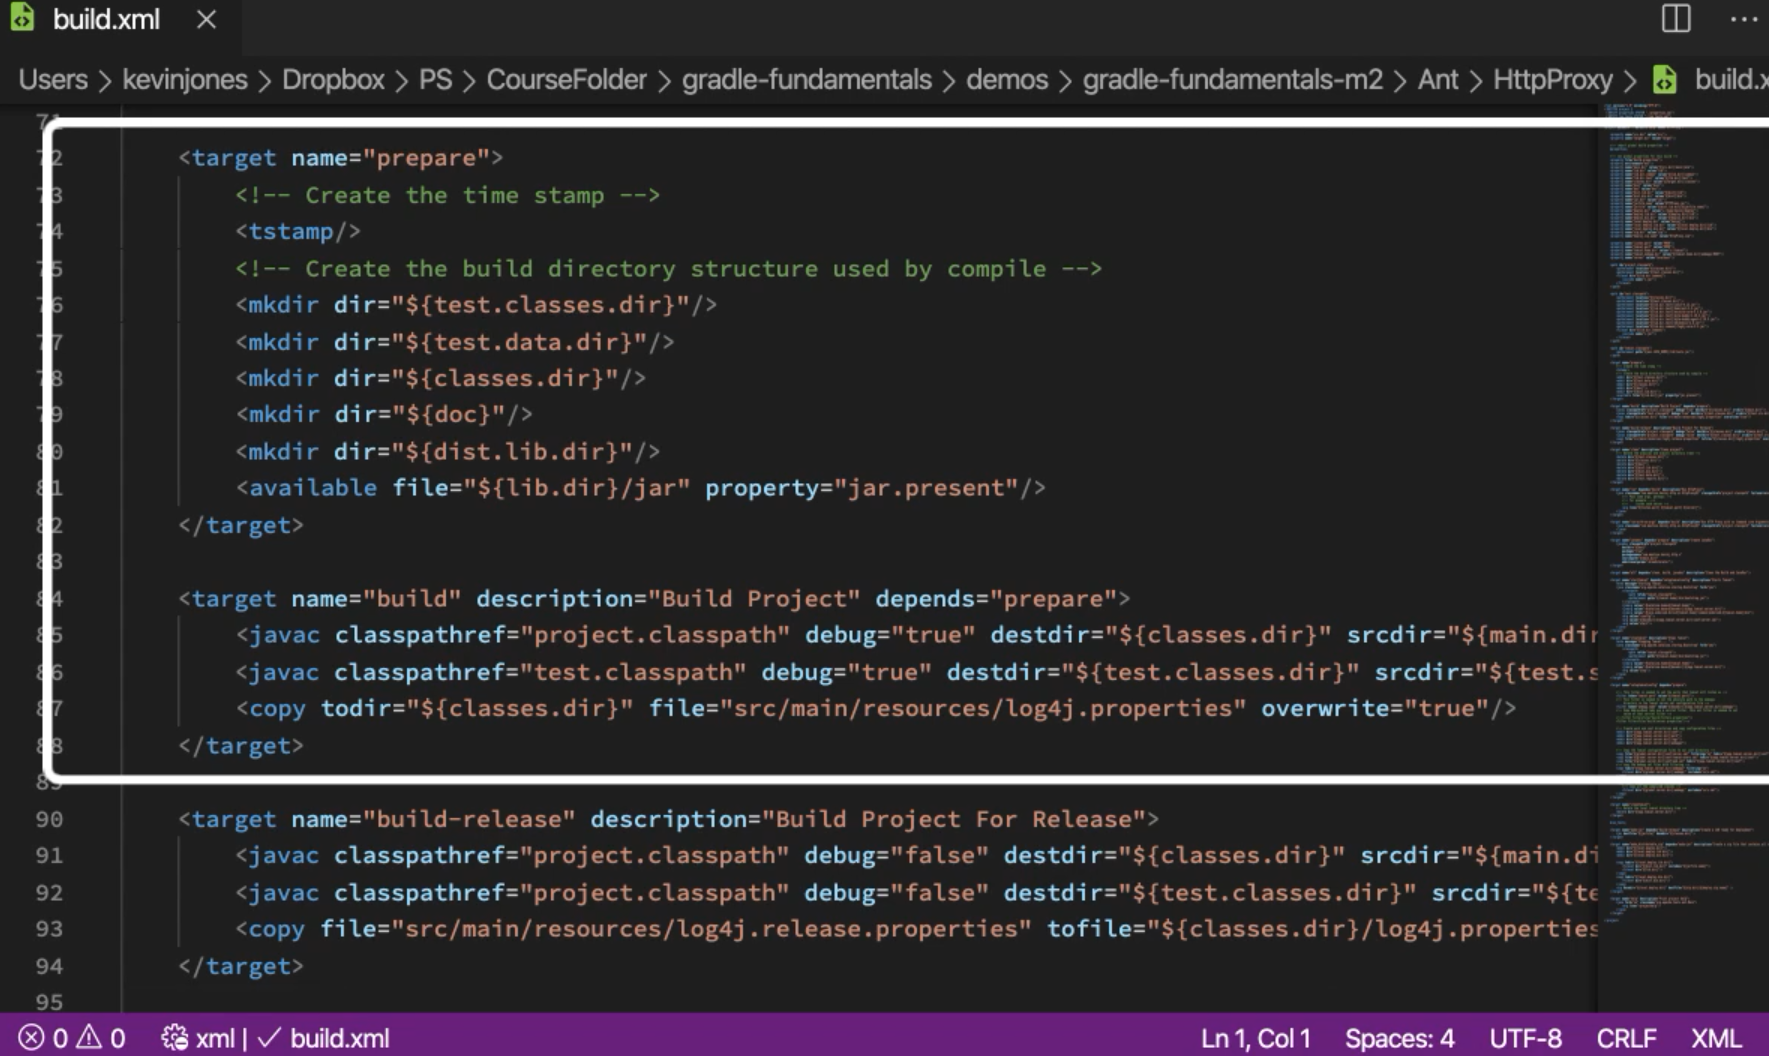 build.xml
Users > kevinjones > Dropbox > PS > CourseFolder > gradle-fundamentals > demos > gradle-fundamentals-m2 > Ant > HttpProxy > build.x
71
72 <target name="prepare">
73 <!-- Create the time stamp -->
74 <tstamp/>
75 <!-- Create the build directory structure used by compile -->
76 <mkdir dir="${test.classes.dir}"/>
77 <mkdir dir="${test.data.dir}"/>
78 <mkdir dir="${classes.dir}"/>
79 <mkdir dir="${doc}"/>
80 <mkdir dir="${dist.lib.dir}"/>
81 <available file="${lib.dir}/jar" property="jar.present"/>
82 </target>
83
84 <target name="build" description="Build Project" depends="prepare">
85 <javac classpathref="project.classpath" debug="true" destdir="${classes.dir}" srcdir="${main.dir
86 <javac classpathref="test.classpath" debug="true" destdir="${test.classes.dir}" srcdir="${test.s
87 <copy todir="${classes.dir}" file="src/main/resources/log4j.properties" overwrite="true"/>
88 </target>
89
90 <target name="build-release" description="Build Project For Release">
91 <javac classpathref="project.classpath" debug="false" destdir="${classes.dir}" srcdir="${main.di
92 <javac classpathref="project.classpath" debug="false" destdir="${test.classes.dir}" srcdir="${te
93 <copy file="src/main/resources/log4j.release.properties" tofile="${classes.dir}/log4j.properties
94 </target>
95
0 0 xml | ✓ build.xml Ln 1, Col 1 Spaces: 4 UTF-8 CRLF XML